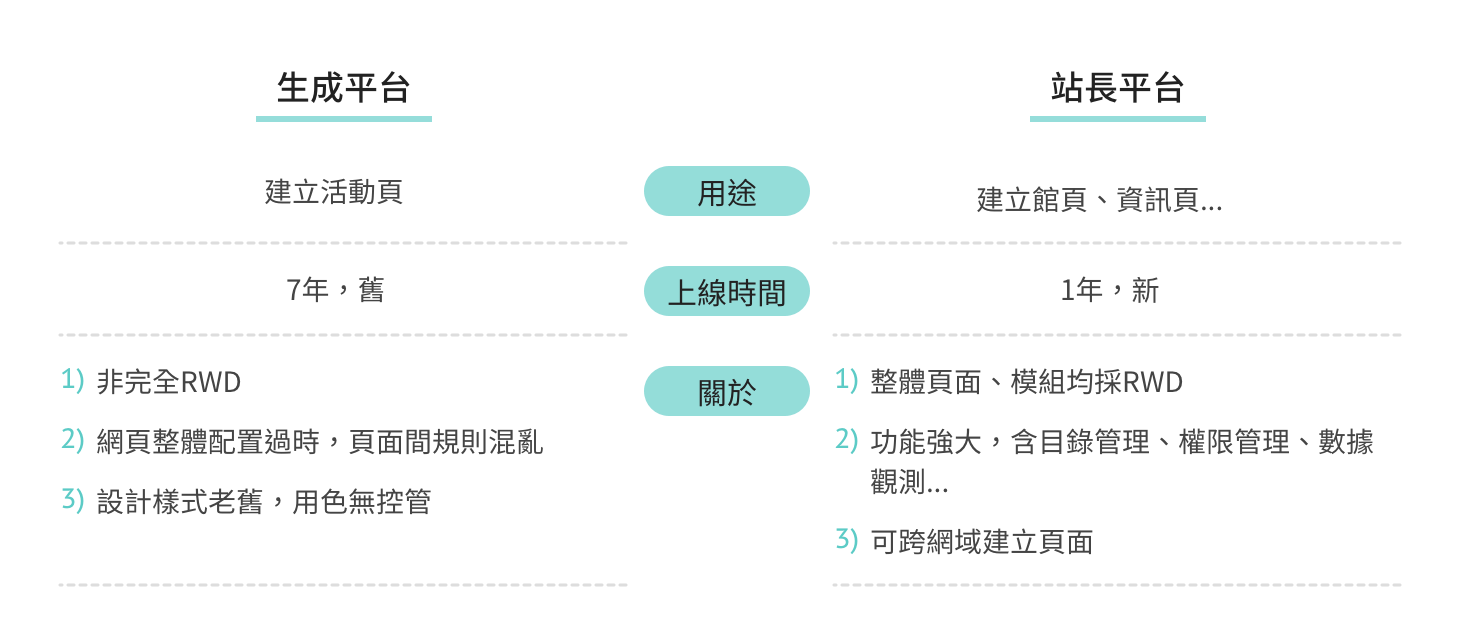 生成平台
站長平台
建立活動頁
用途
建立館頁、資訊頁...
7年，舊
上線時間
1年，新
關於
1) 非完全RWD
2) 網頁整體配置過時，頁面間規則混亂
3) 設計樣式老舊，用色無控管
1) 整體頁面、模組均採RWD
2) 功能強大，含目錄管理、權限管理、數據
觀測...
3) 可跨網域建立頁面